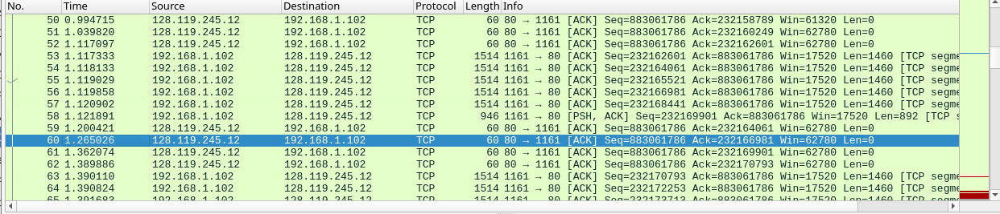 No. Time Source Destination Protocol Length Info
50 0.994715 128.119.245.12 192.168.1.102 TCP 60 80 → 1161 [ACK] Seq=883061786 Ack=232158789 Win=61320 Len=0
51 1.039820 128.119.245.12 192.168.1.102 TCP 60 80 → 1161 [ACK] Seq=883061786 Ack=232160249 Win=62780 Len=0
52 1.117097 128.119.245.12 192.168.1.102 TCP 60 80 → 1161 [ACK] Seq=883061786 Ack=232162601 Win=62780 Len=0
53 1.117333 192.168.1.102 128.119.245.12 TCP 1514 1161 → 80 [ACK] Seq=232162601 Ack=883061786 Win=17520 Len=1460 [TCP segme
54 1.118133 192.168.1.102 128.119.245.12 TCP 1514 1161 → 80 [ACK] Seq=232164061 Ack=883061786 Win=17520 Len=1460 [TCP segme
55 1.119029 192.168.1.102 128.119.245.12 TCP 1514 1161 → 80 [ACK] Seq=232165521 Ack=883061786 Win=17520 Len=1460 [TCP segme
56 1.119858 192.168.1.102 128.119.245.12 TCP 1514 1161 → 80 [ACK] Seq=232166981 Ack=883061786 Win=17520 Len=1460 [TCP segme
57 1.120902 192.168.1.102 128.119.245.12 TCP 1514 1161 → 80 [ACK] Seq=232168441 Ack=883061786 Win=17520 Len=1460 [TCP segme
58 1.121891 192.168.1.102 128.119.245.12 TCP 946 1161 → 80 [PSH, ACK] Seq=232169901 Ack=883061786 Win=17520 Len=892 [TCP s
59 1.200421 128.119.245.12 192.168.1.102 TCP 60 80 → 1161 [ACK] Seq=883061786 Ack=232164061 Win=62780 Len=0
60 1.265026 128.119.245.12 192.168.1.102 TCP 60 80 → 1161 [ACK] Seq=883061786 Ack=232166981 Win=62780 Len=0
61 1.362074 128.119.245.12 192.168.1.102 TCP 60 80 → 1161 [ACK] Seq=883061786 Ack=232169901 Win=62780 Len=0
62 1.389886 128.119.245.12 192.168.1.102 TCP 60 80 → 1161 [ACK] Seq=883061786 Ack=232170793 Win=62780 Len=0
63 1.390110 192.168.1.102 128.119.245.12 TCP 1514 1161 → 80 [ACK] Seq=232170793 Ack=883061786 Win=17520 Len=1460 [TCP segme
64 1.390824 192.168.1.102 128.119.245.12 TCP 1514 1161 → 80 [ACK] Seq=232172253 Ack=883061786 Win=17520 Len=1460 [TCP segme
65 1.391683 192.168.1.102 128.119.245.12 TCP 1514 1161 → 80 [ACK] Seq=232173713 Ack=883061786 Win=17520 Len=1460 [TCP segme